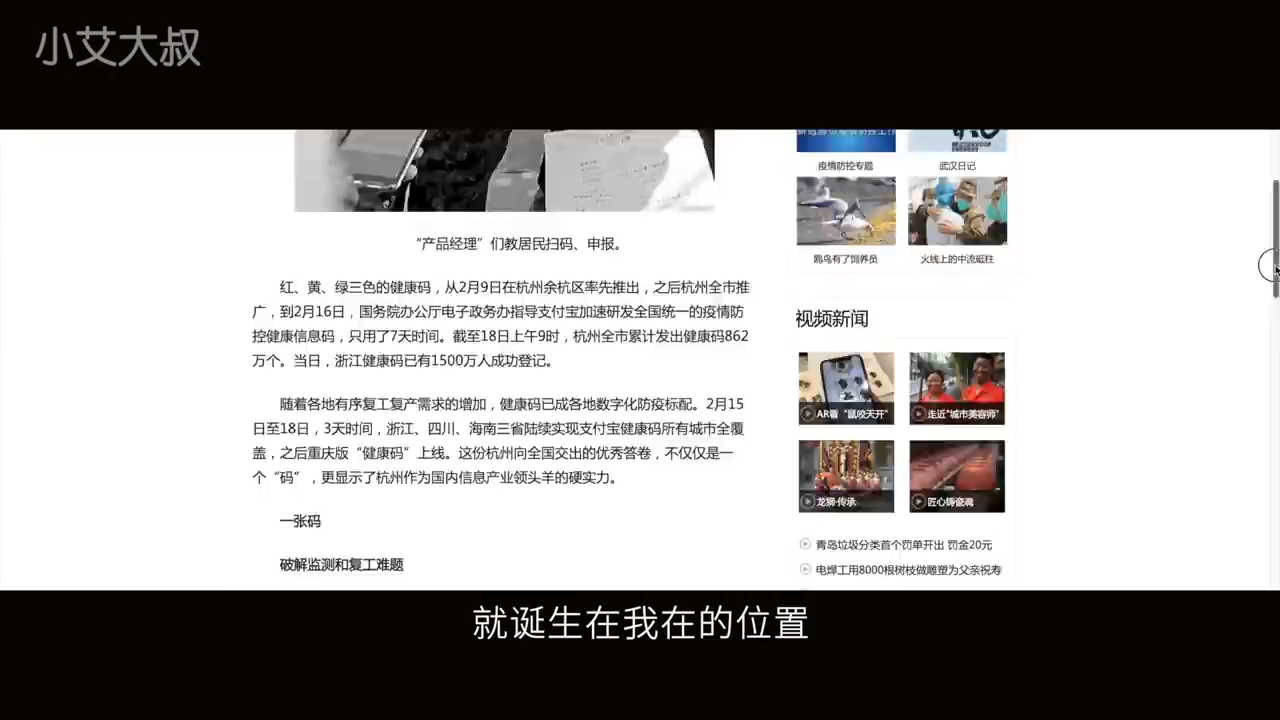 小艾大叔
疫情防控专题
武汉日记
鸥鸟有了饲养员
火线上的中流砥柱
“产品经理”们教居民扫码、申报。
红、黄、绿三色的健康码，从2月9日在杭州余杭区率先推出，之后杭州全市推
广，到2月16日，国务院办公厅电子政务办指导支付宝加速研发全国统一的疫情防
控健康信息码，只用了7天时间。截至18日上午9时，杭州全市累计发出健康码862
万个。当日，浙江健康码已有1500万人成功登记。
随着各地有序复工复产需求的增加，健康码已成各地数字化防疫标配。2月15
日至18日，3天时间，浙江、四川、海南三省陆续实现支付宝健康码所有城市全覆
盖，之后重庆版“健康码”上线。这份杭州向全国交出的优秀答卷，不仅仅是一
个“码”，更显示了杭州作为国内信息产业领头羊的硬实力。
一张码
破解监测和复工难题
视频新闻
AR看“鼠咬天开”
走近“城市美容师”
龙狮·传承
匠心铸瓷魂
青岛垃圾分类首个罚单开出 罚金20元
电焊工用8000根树枝做雕塑为父亲祝寿
就诞生在我在的位置